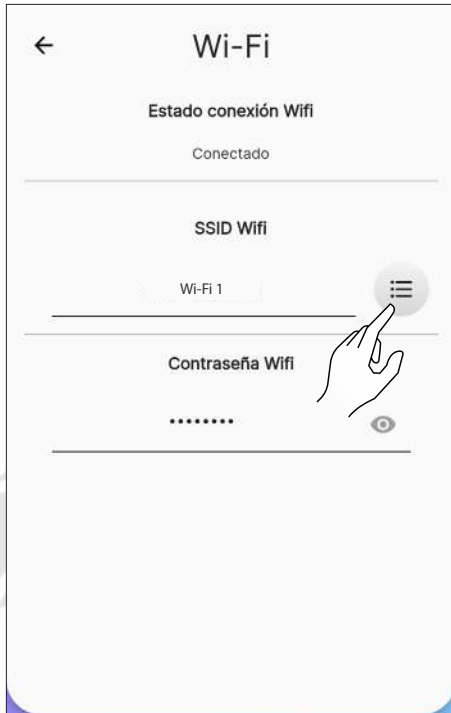 Wi-Fi
Estado conexión Wifi
Conectado
SSID Wifi
Wi-Fi 1
Contraseña Wifi
••••••••